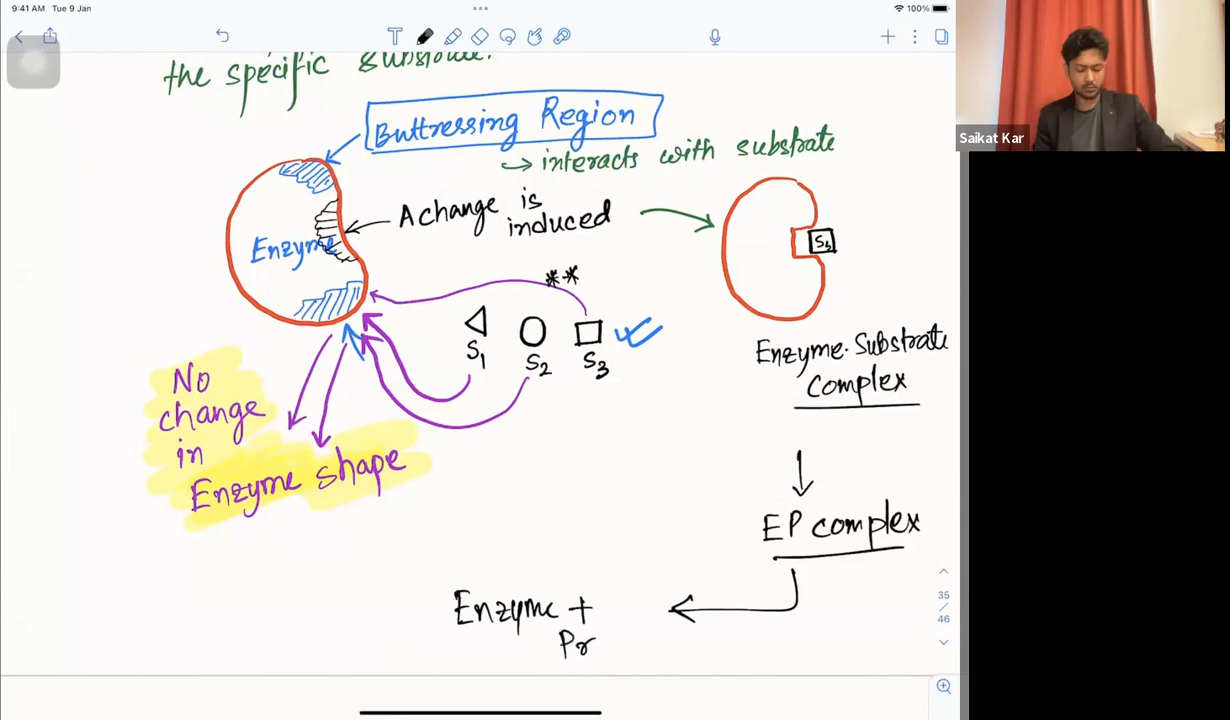 9:41 AM Tue 9 Jan
100%
the specific substrate.
Buttressing Region
→ interacts with substrate
A change is
induced
Enzyme
S3
**
S1
S2
S3
Enzyme-Substrate
Complex
No
change
in
Enzyme shape
EP complex
Enzyme +
Pr
35
/
46
Saikat Kar